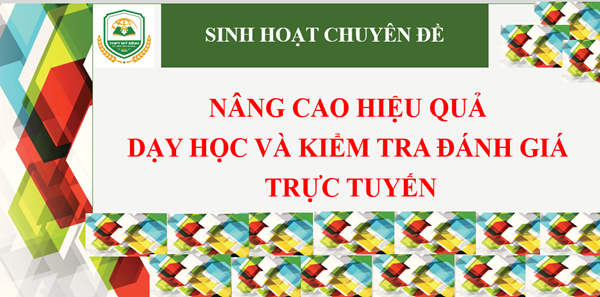 SINH HOẠT CHUYÊN ĐỀ
NÂNG CAO HIỆU QUẢ
DẠY HỌC VÀ KIỂM TRA ĐÁNH GIÁ
TRỰC TUYẾN